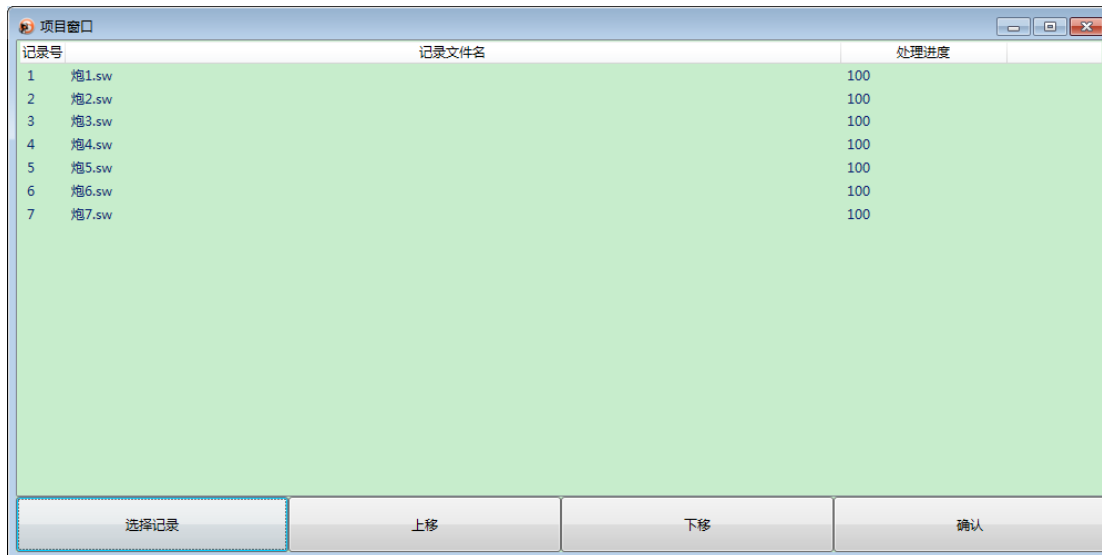 项目窗口
记录号 记录文件名 处理进度
1 炮1.sw 100
2 炮2.sw 100
3 炮3.sw 100
4 炮4.sw 100
5 炮5.sw 100
6 炮6.sw 100
7 炮7.sw 100
选择记录 上移 下移 确认